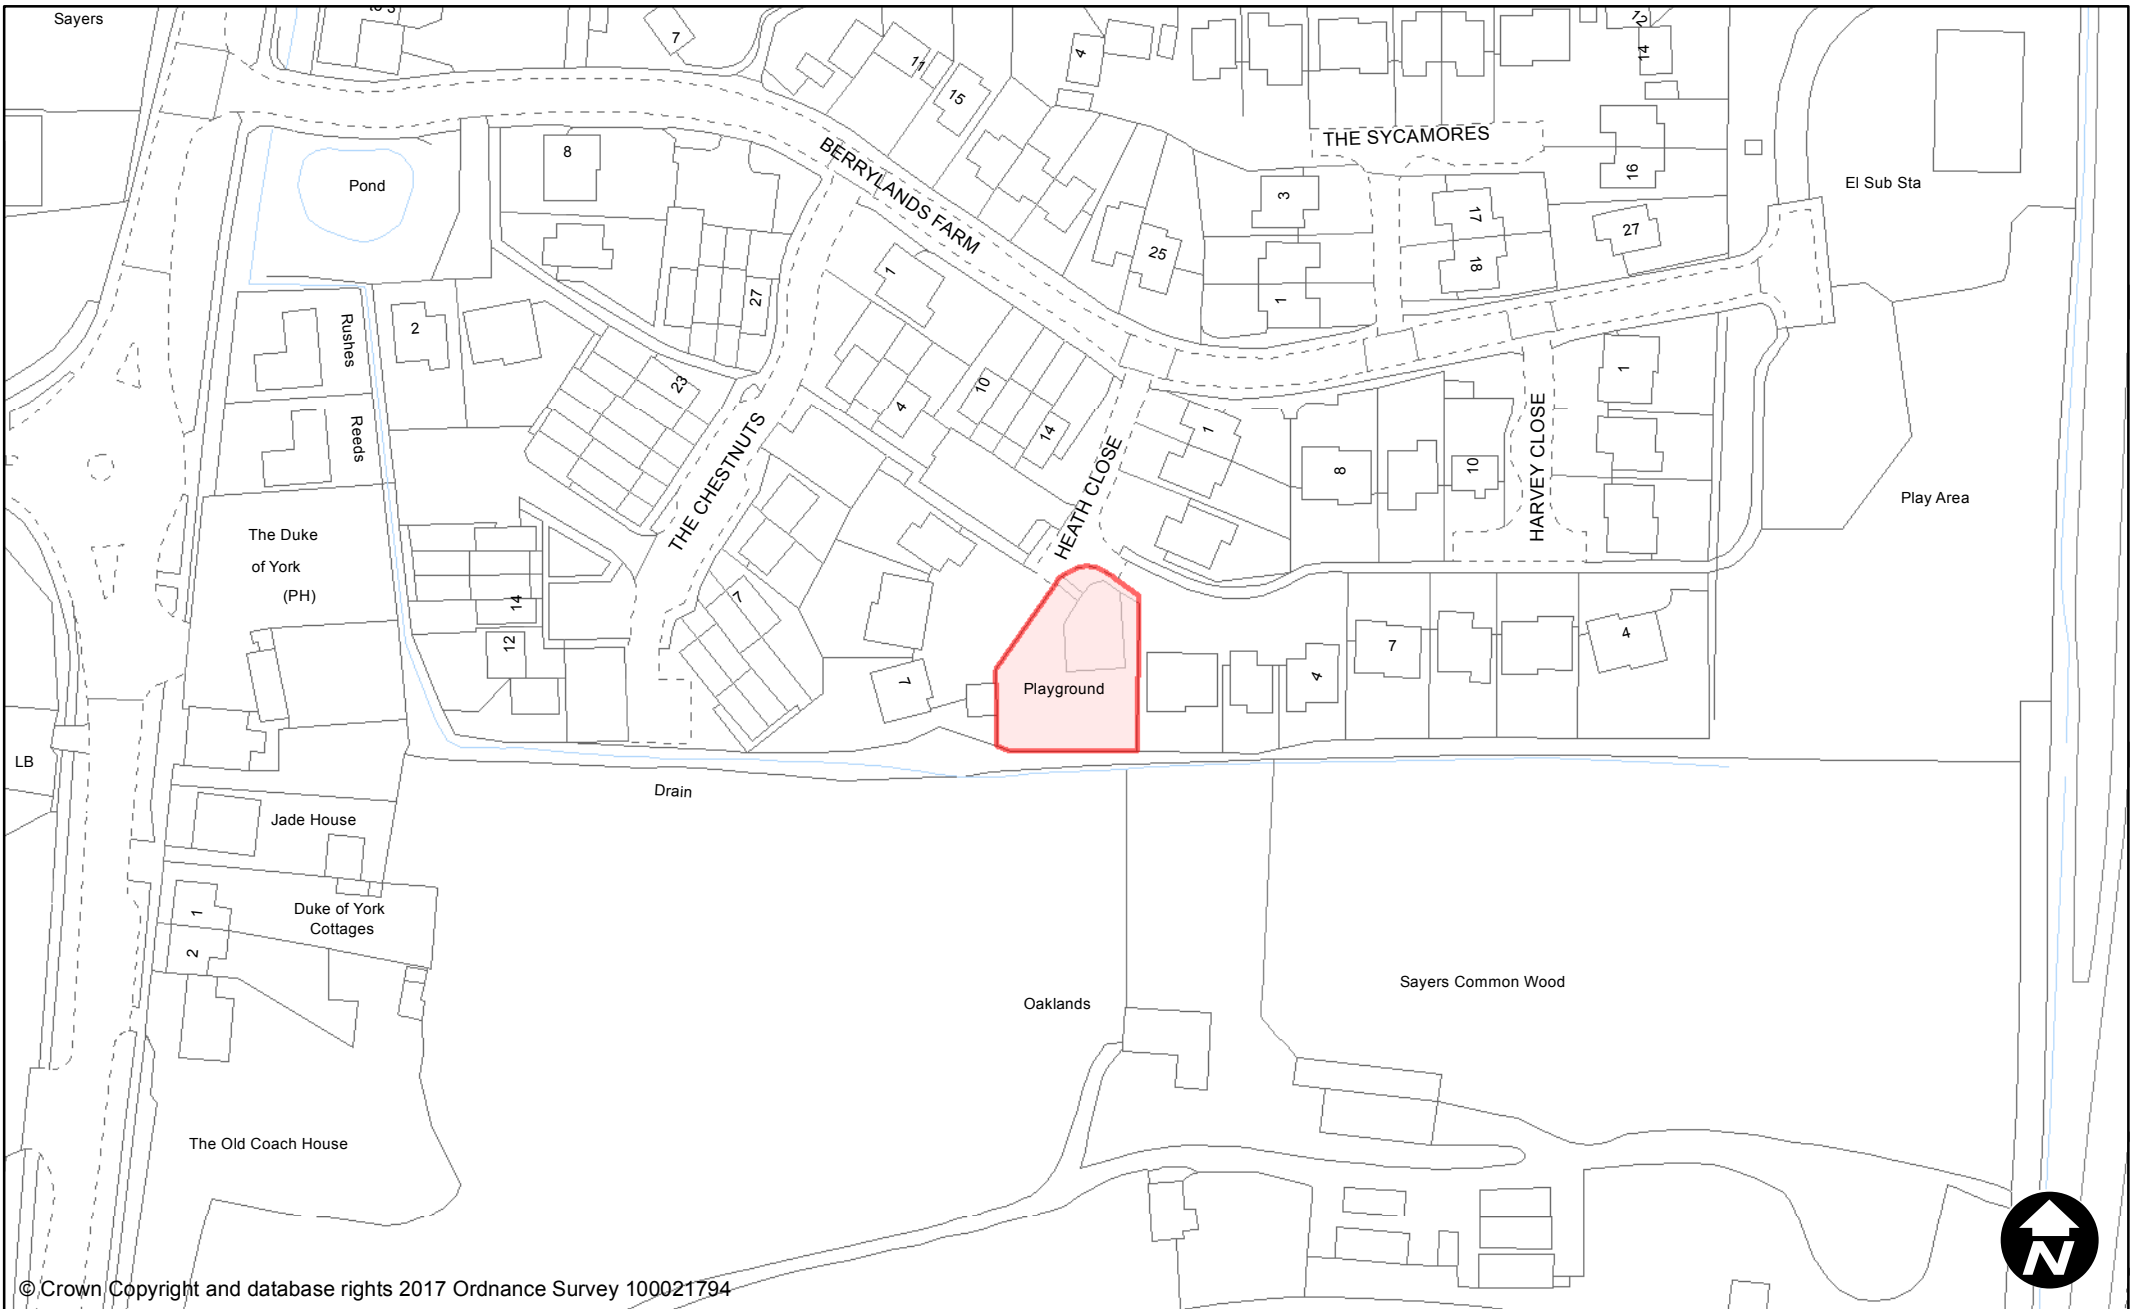 Sayers
7
11
15
4
12
14
THE SYCAMORES
16
El Sub Sta
8
Pond
BERRYLANDS FARM
3
17
27
25
18
1
1
27
Rushes
2
Reeds
23
4
10
14
THE CHESTNUTS
HEATH CLOSE
1
8
10
HARVEY CLOSE
1
Play Area
The Duke
of York
(PH)
14
12
7
7
Playground
4
7
4
LB
Drain
Jade House
Duke of York
Cottages
1
2
Oaklands
Sayers Common Wood
The Old Coach House
N
© Crown Copyright and database rights 2017 Ordnance Survey 100021794